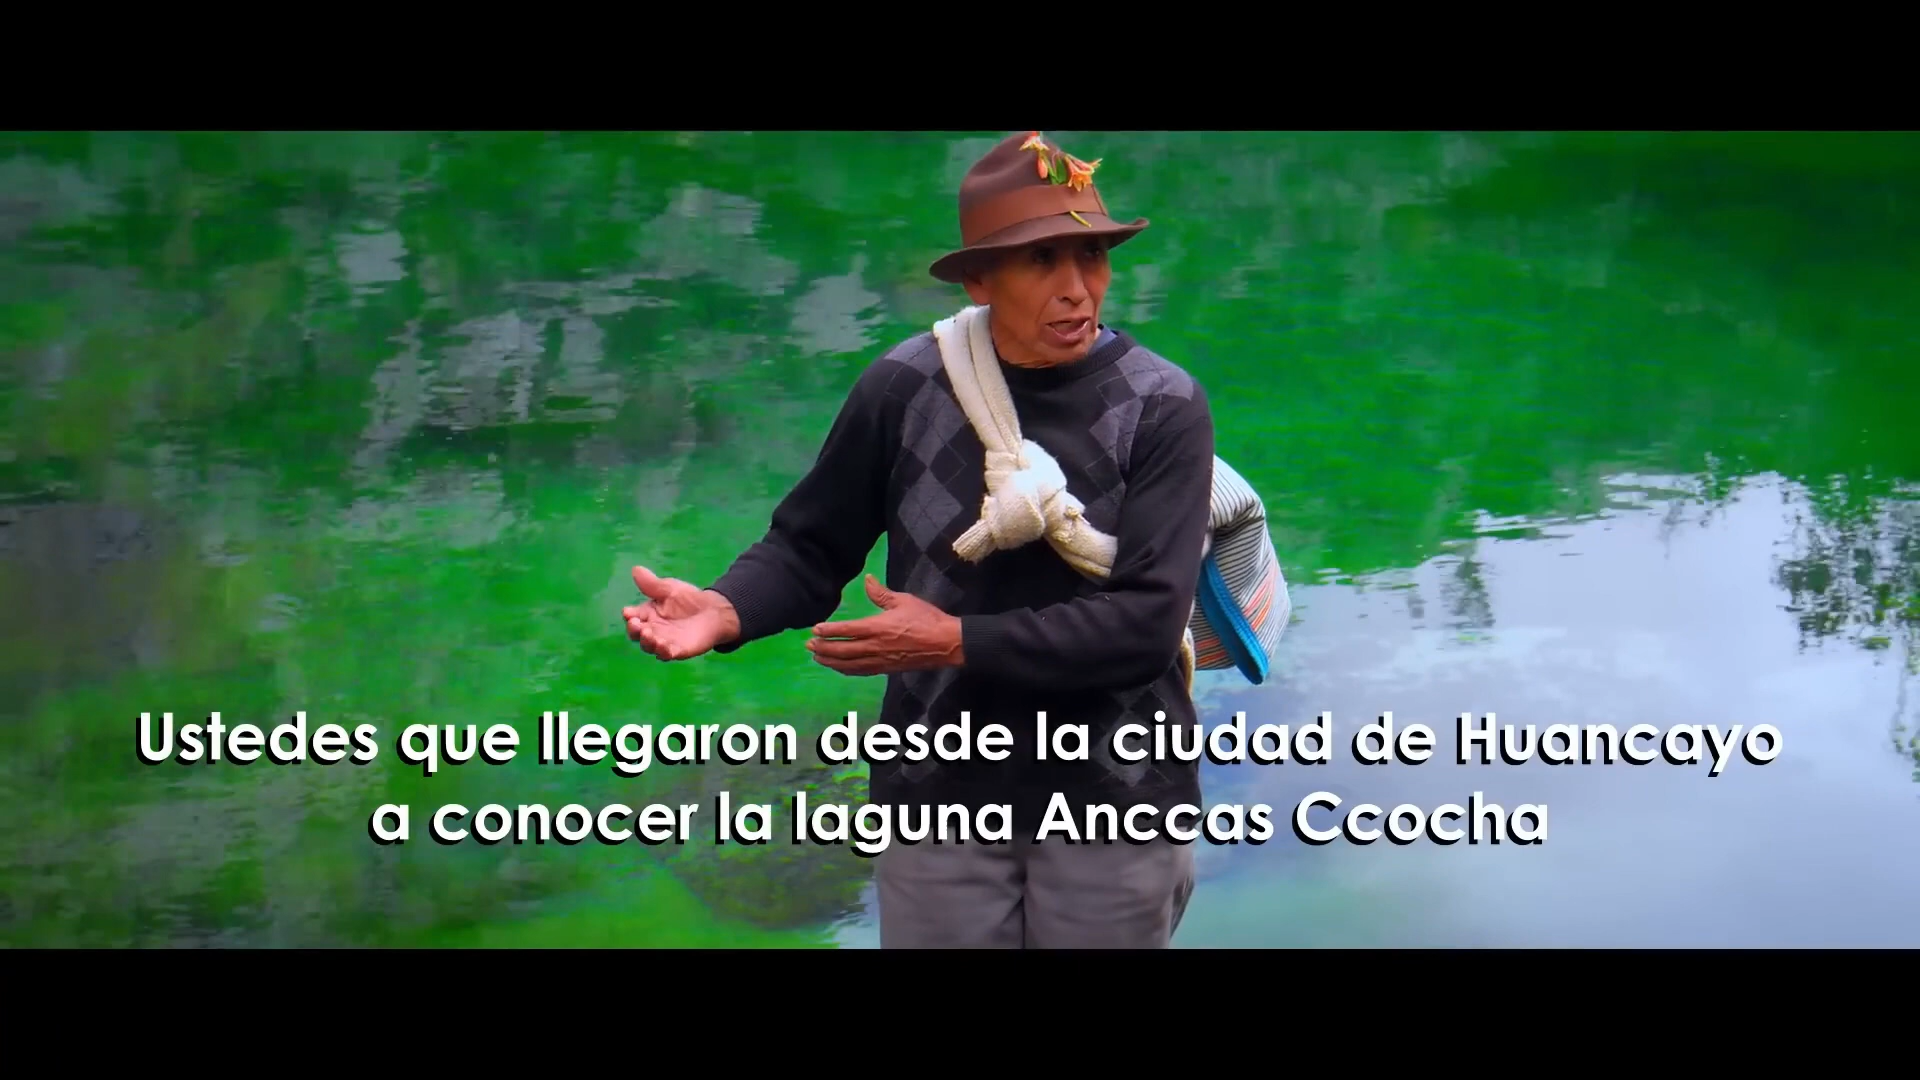 Ustedes que llegaron desde la ciudad de Huancayo
a conocer la laguna Anccas Ccocha